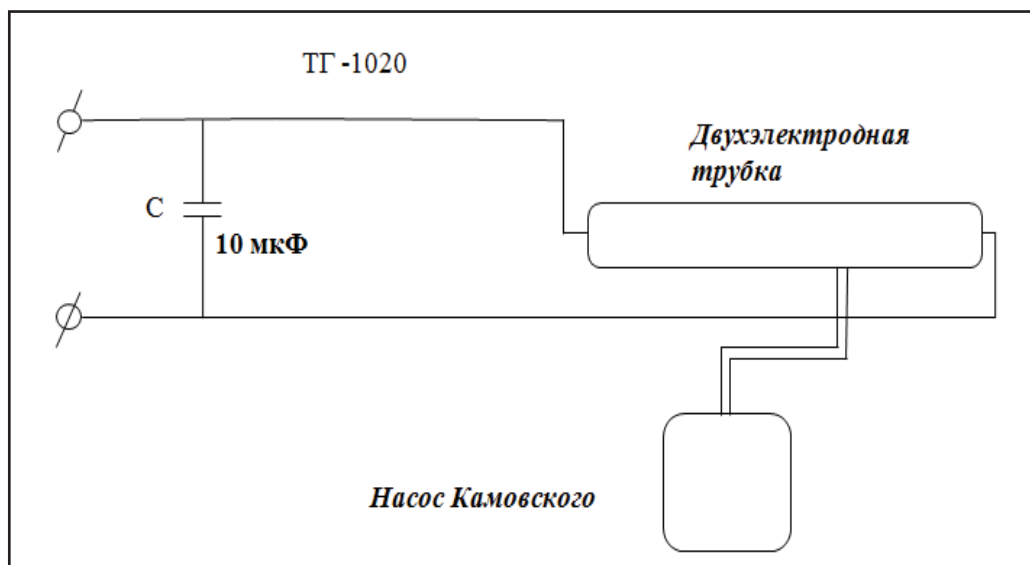 ТГ -1020
Двухэлектродная
трубка
С
10 мкФ
Насос Камовского